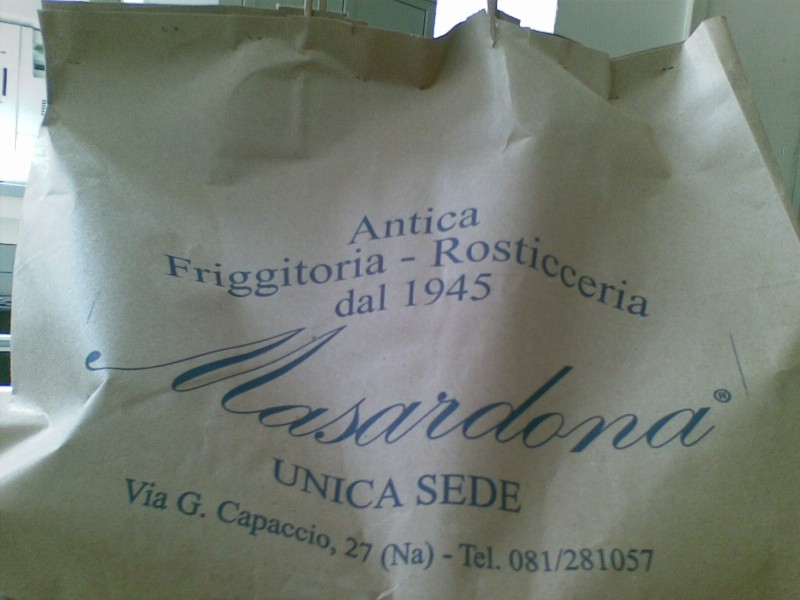 Antica
Friggitoria - Rosticceria
dal 1945
Masardona®
UNICA SEDE
Via G. Capaccio, 27 (Na) - Tel. 081/281057